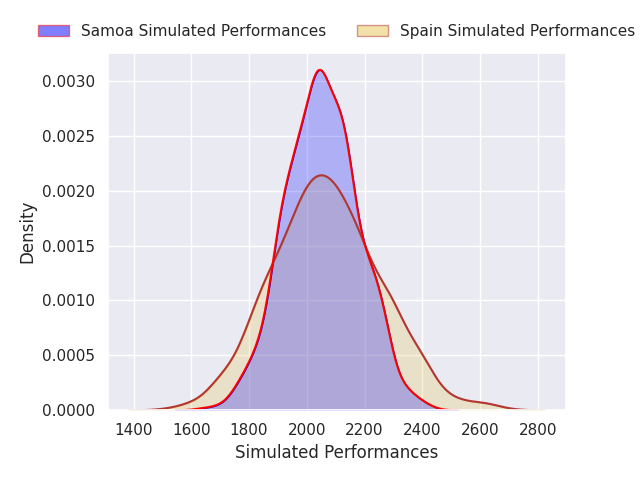 Samoa Simulated Performances Spain Simulated Performances
0.0030
0.0025
0.0020
0.0015
0.0010
0.0005
0.0000
Density
1400 1600 1800 2000 2200 2400 2600 2800
Simulated Performances